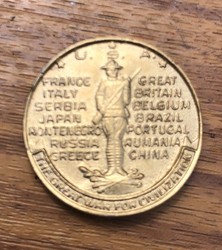 U. S. A.
FRANCE GREAT
ITALY BRITAIN
SERBIA BELGIUM
JAPAN BRAZIL
MONTENEGRO PORTUGAL
RUSSIA RUMANIA
GREECE CHINA
THE GREAT WAR FOR CIVILIZATION